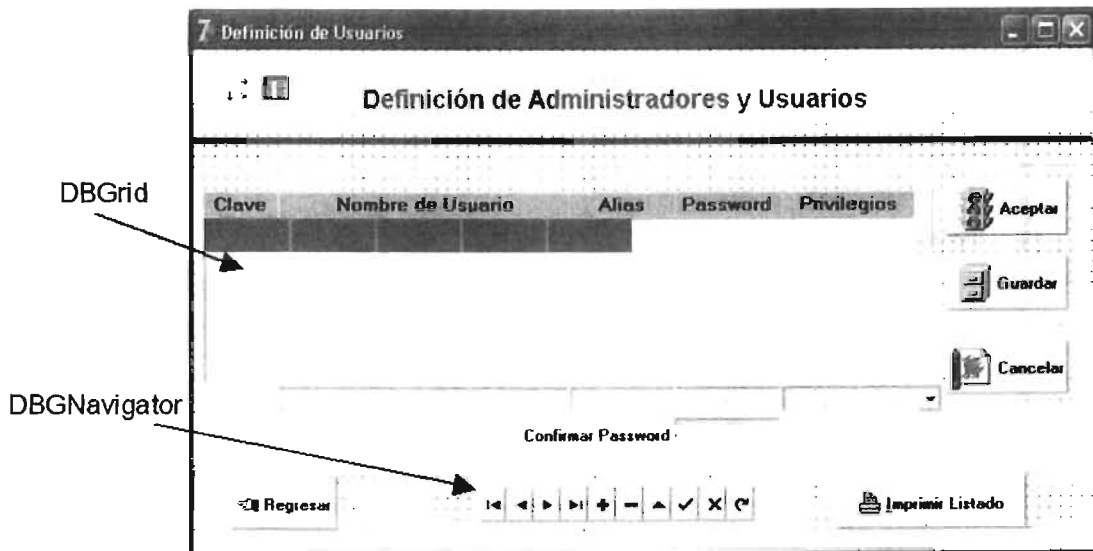 Definición de Usuarios
Definición de Administradores y Usuarios
DBGrid
Clave Nombre de Usuario Alias Password Privilegios
Aceptar
Guardar
Cancelar
DBGNavigator
Confirmar Password
Regresar
Imprimir Listado